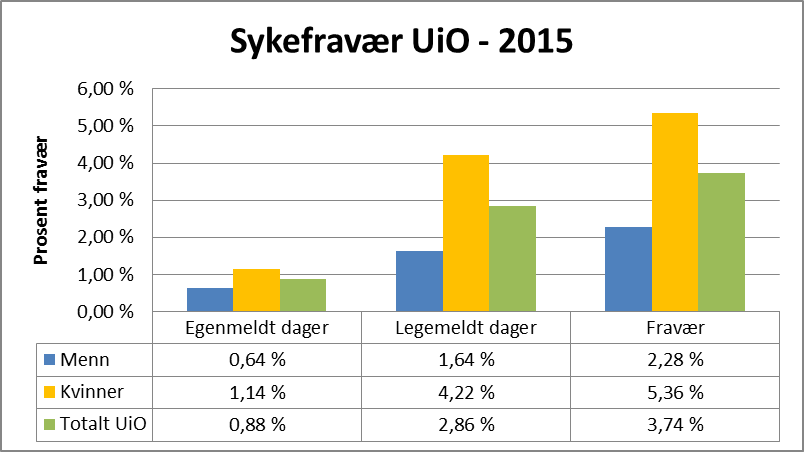 Sykefravær UiO - 2015
Prosent fravær
6,00 %
5,00 %
4,00 %
3,00 %
2,00 %
1,00 %
0,00 %
Egenmeldt dager Legemeldt dager Fravær
Menn 0,64 % 1,64 % 2,28 %
Kvinner 1,14 % 4,22 % 5,36 %
Totalt UiO 0,88 % 2,86 % 3,74 %